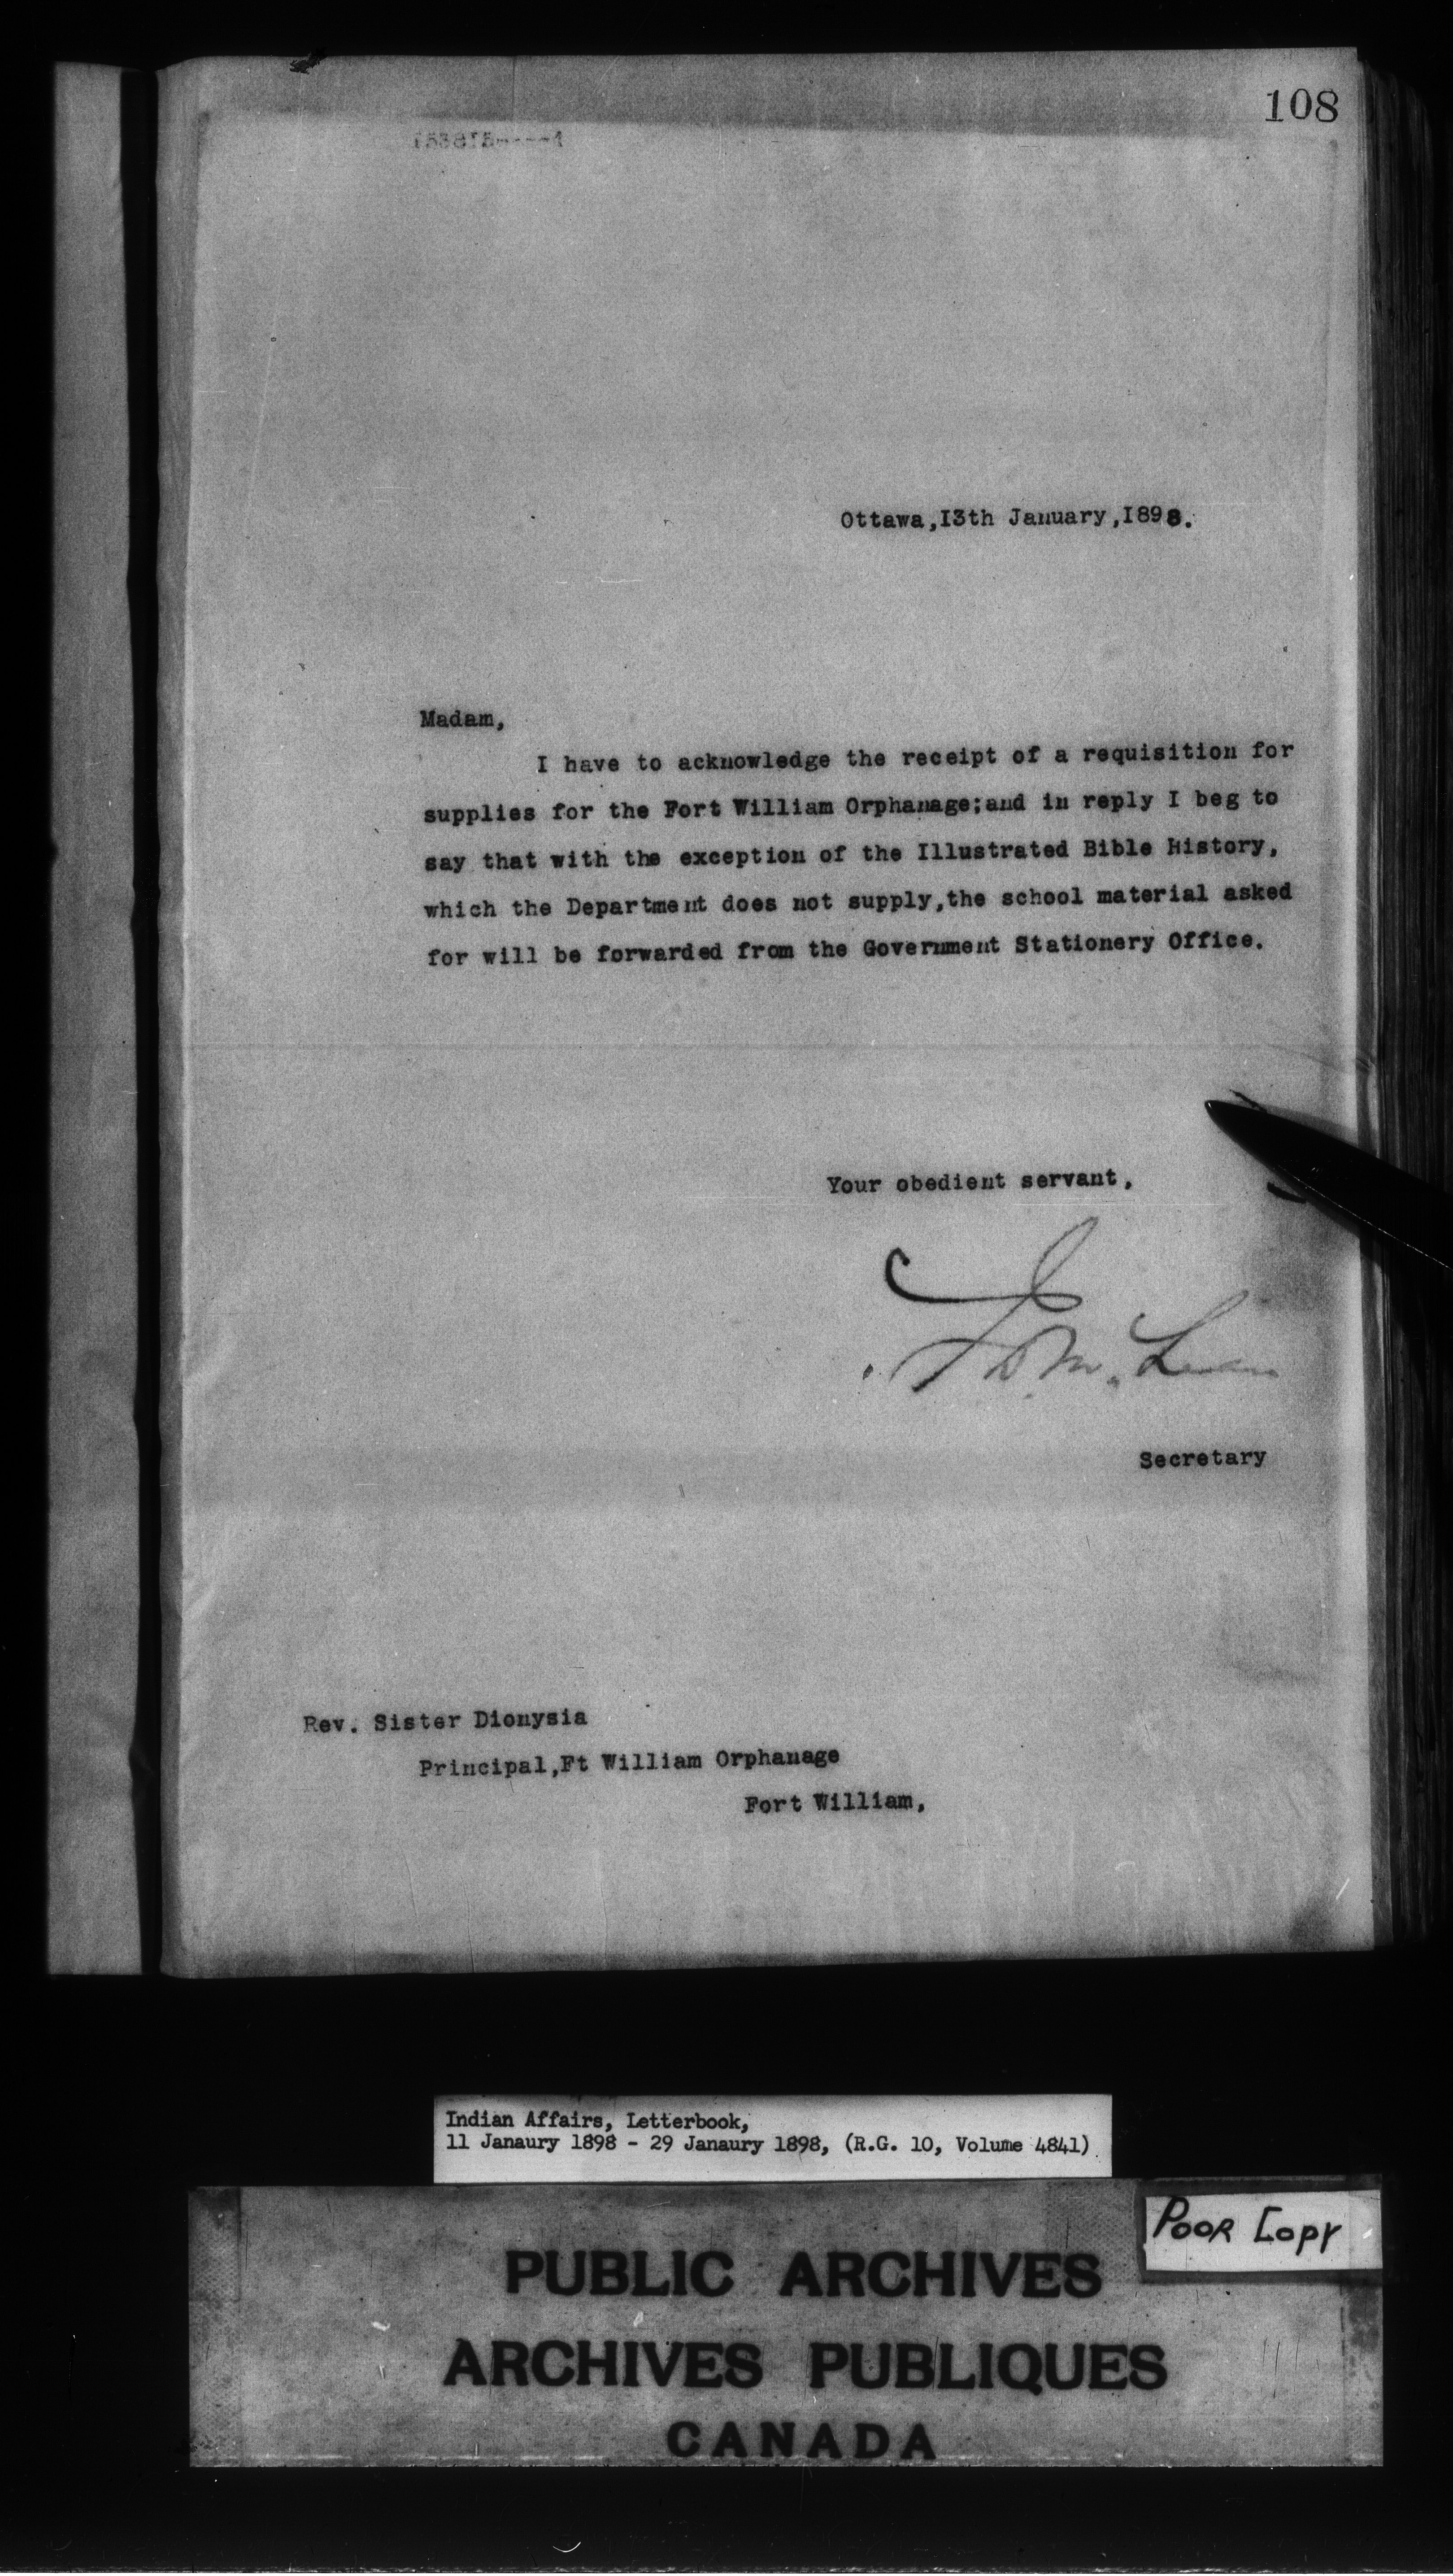 108
Ottawa,I3th January,I898.
Madam,
I have to acknowledge the receipt of a requisition for
supplies for the Fort William Orphanage;and in reply I beg to
say that with the exception of the Illustrated Bible History,
which the Department does not supply,the school material asked
for will be forwarded from the Government Stationery Office.
Your obedient servant,
J D. M. Lean
Secretary
Rev. Sister Dionysia
Principal,Ft William Orphanage
Fort William,
Indian Affairs, Letterbook,
11 Janaury 1898 - 29 Janaury 1898, (R.G. 10, Volume 4841)
POOR COPY
PUBLIC ARCHIVES
ARCHIVES PUBLIQUES
CANADA